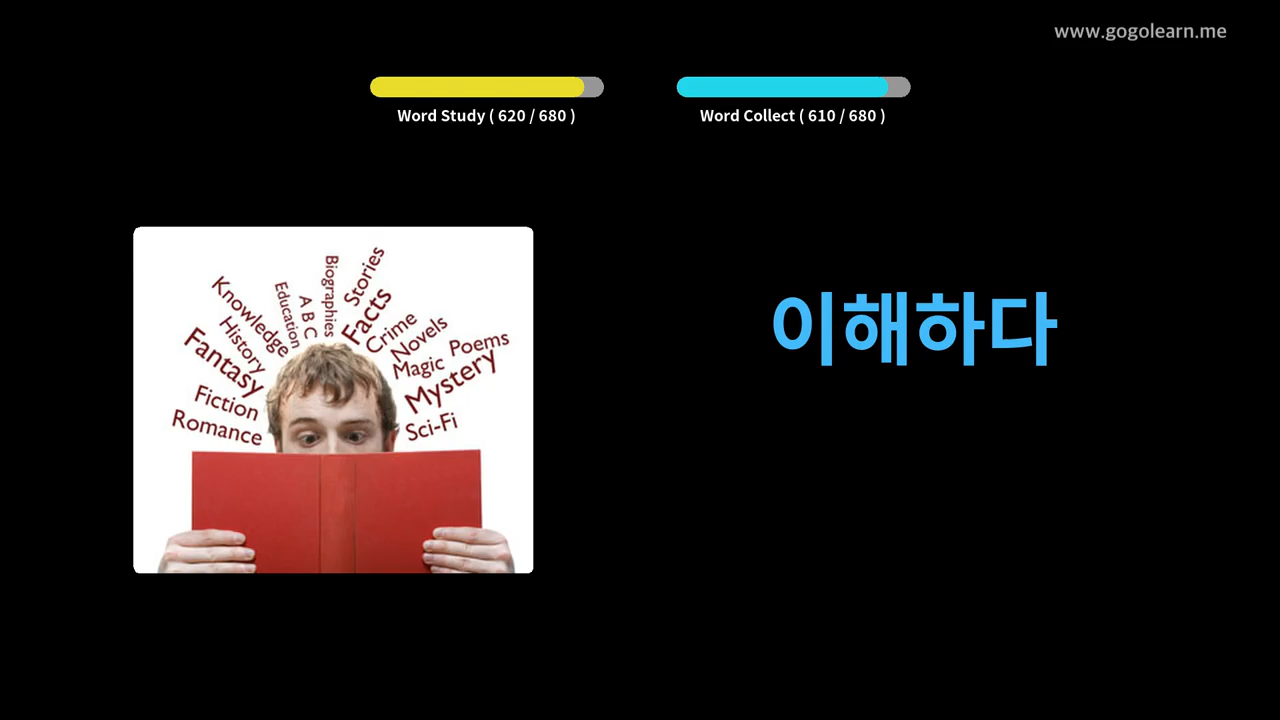 www.gogolearn.me
Word Study ( 620 / 680 )
Word Collect ( 610 / 680 )
Knowledge
Education
A B C
Biographies
Stories
Facts
Crime
Novels
Poems
History
Magic
Fantasy
Mystery
Fiction
Romance
Sci-Fi
이해하다